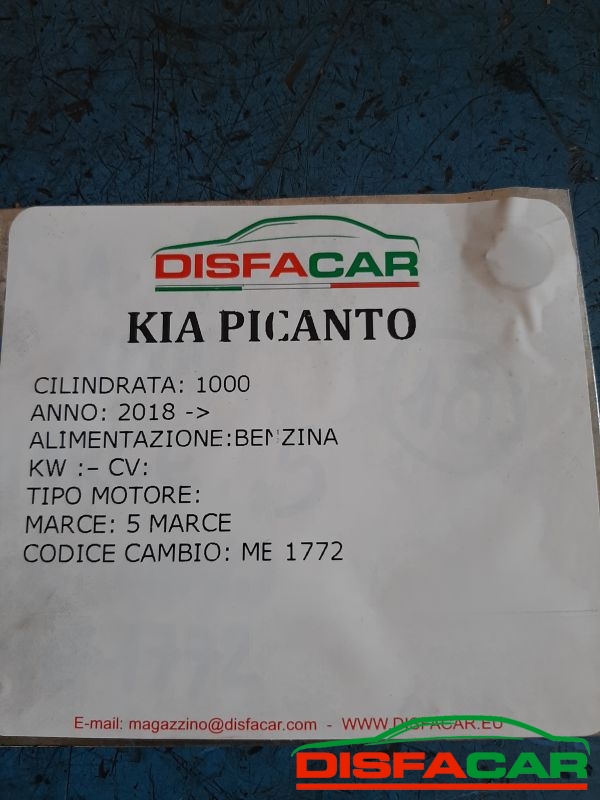 DISFACAR
KIA PICANTO
CILINDRATA: 1000
ANNO: 2018 ->
ALIMENTAZIONE:BENZINA
KW :– CV:
TIPO MOTORE:
MARCE: 5 MARCE
CODICE CAMBIO: ME 1772
E-mail: magazzino@disfacar.com - WWW.DISFACAR.EU
DISFACAR